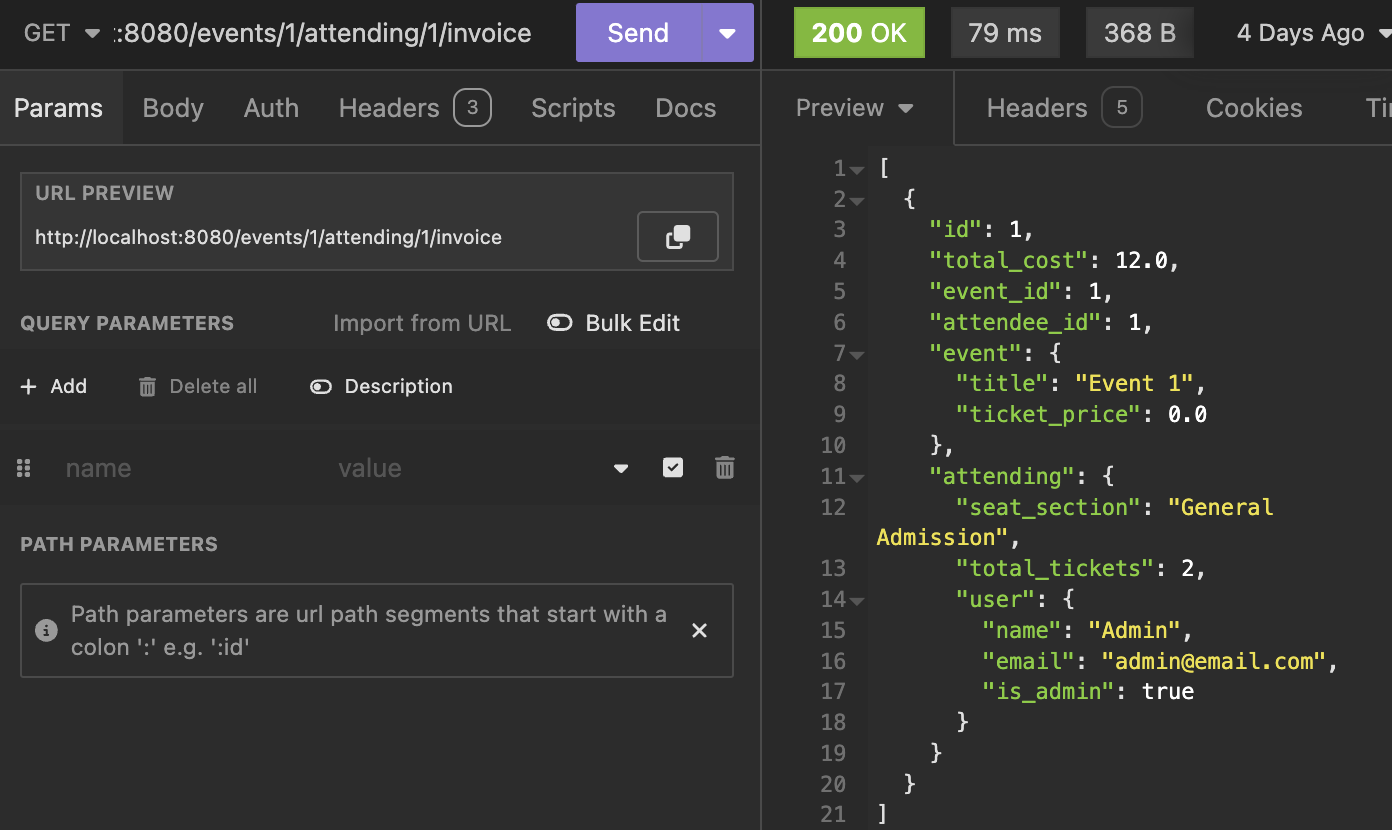 GET :8080/events/1/attending/1/invoice Send
Params Body Auth Headers 3 Scripts Docs
URL PREVIEW
http://localhost:8080/events/1/attending/1/invoice
QUERY PARAMETERS Import from URL Bulk Edit
+ Add Delete all Description
name value
PATH PARAMETERS
Path parameters are url path segments that start with a
colon ':' e.g. ':id'
200 OK 79 ms 368 B 4 Days Ago
Preview Headers 5 Cookies
1 [
2 {
3 "id": 1,
4 "total_cost": 12.0,
5 "event_id": 1,
6 "attendee_id": 1,
7 "event": {
8 "title": "Event 1",
9 "ticket_price": 0.0
10 },
11 "attending": {
12 "seat_section": "General
Admission",
13 "total_tickets": 2,
14 "user": {
15 "name": "Admin",
16 "email": "admin@email.com",
17 "is_admin": true
18 }
19 }
20 }
21 ]